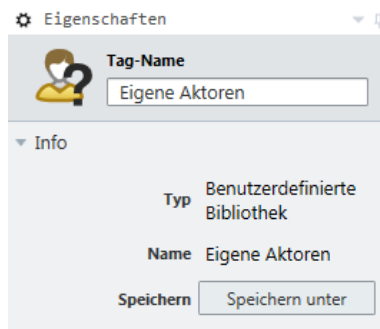 Eigenschaften
Tag-Name
Eigene Aktoren
Info
Typ Benutzerdefinierte
Bibliothek
Name Eigene Aktoren
Speichern Speichern unter